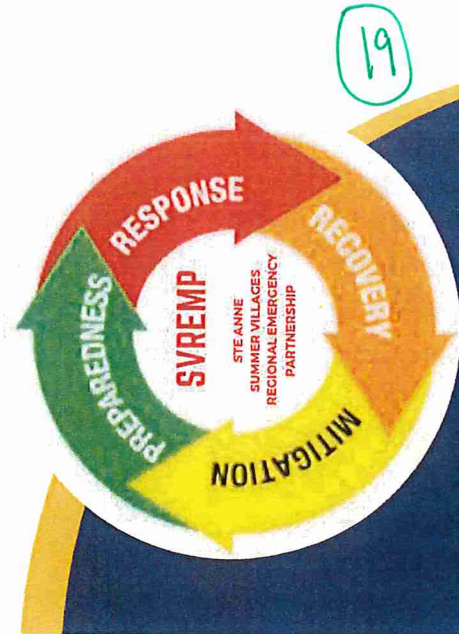 19
PREPAREDNESS
RESPONSE
RECOVERY
MITIGATION
SVREMP
STE ANNE
SUMMER VILLAGES
REGIONAL EMERGENCY
PARTNERSHIP